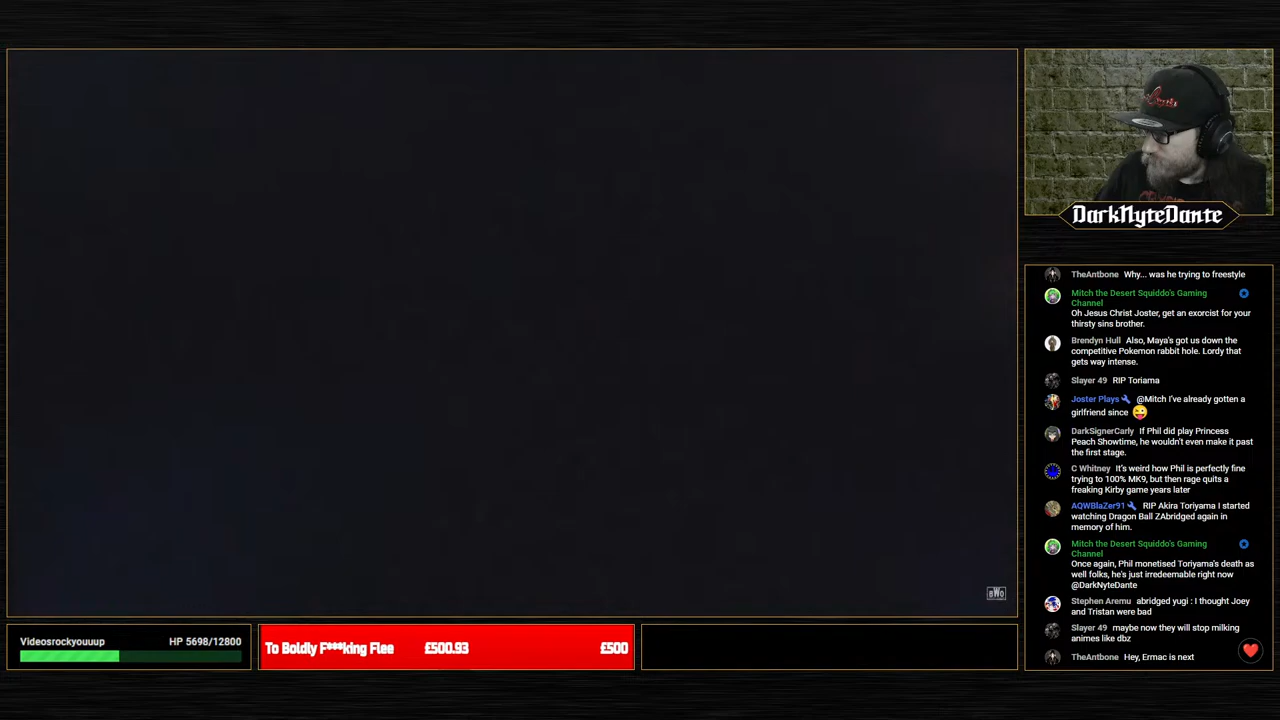 DarkNyteDante
TheAntbone Why... was he trying to freestyle
Mitch the Desert Squiddo's Gaming
Channel
Oh Jesus Christ Joster, get an exorcist for your
thirsty sins brother.
Brendyn Hull Also, Maya's got us down the
competitive Pokemon rabbit hole. Lordy that
gets way intense.
Slayer 49 RIP Toriama
Joster Plays @Mitch I've already gotten a
girlfriend since
DarkSignerCarly If Phil did play Princess
Peach Showtime, he wouldn't even make it past
the first stage.
C Whitney It's weird how Phil is perfectly fine
trying to 100% MK9, but then rage quits a
freaking Kirby game years later
AQWBlaZer91 RIP Akira Toriyama I started
watching Dragon Ball ZAbridged again in
memory of him.
Mitch the Desert Squiddo's Gaming
Channel
Once again, Phil monetised Toriyama's death as
well folks, he's just irredeemable right now
@DarkNyteDante
Stephen Aremu abridged yugi : I thought Joey
and Tristan were bad
Slayer 49 maybe now they will stop milking
animes like dbz
TheAntbone Hey, Ermac is next
BWO
Videosrockyouuup HP 5698/12800
To Boldly F***king Flee £500.93 £500